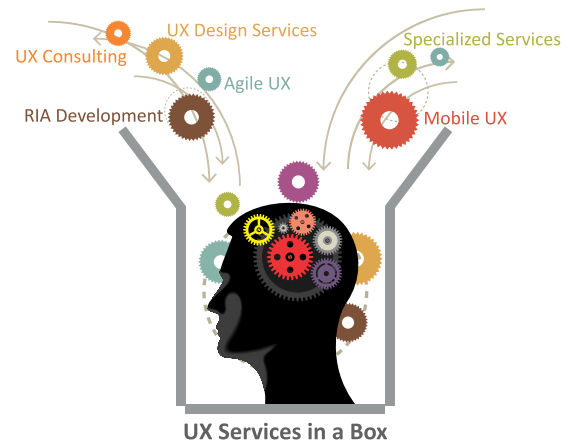 UX Design Services
UX Consulting
Agile UX
RIA Development
Specialized Services
Mobile UX
UX Services in a Box